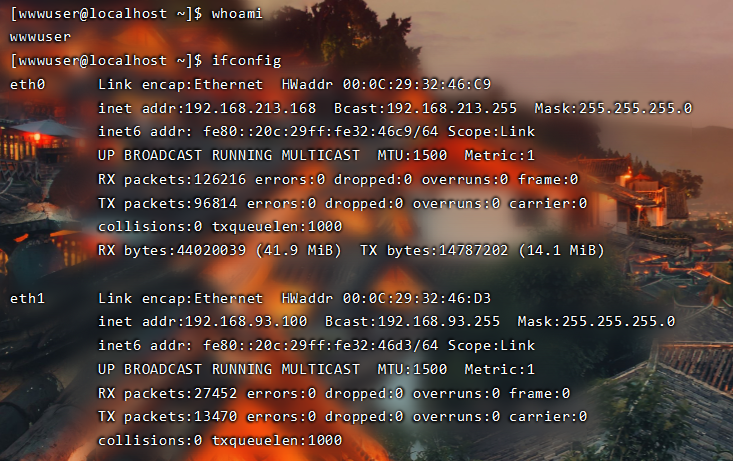 [wwwuser@localhost ~]$ whoami
wwwuser
[wwwuser@localhost ~]$ ifconfig
eth0      Link encap:Ethernet  HWaddr 00:0C:29:32:46:C9
          inet addr:192.168.213.168  Bcast:192.168.213.255  Mask:255.255.255.0
          inet6 addr: fe80::20c:29ff:fe32:46c9/64 Scope:Link
          UP BROADCAST RUNNING MULTICAST  MTU:1500  Metric:1
          RX packets:126216 errors:0 dropped:0 overruns:0 frame:0
          TX packets:96814 errors:0 dropped:0 overruns:0 carrier:0
          collisions:0 txqueuelen:1000
          RX bytes:44020039 (41.9 MiB)  TX bytes:14787202 (14.1 MiB)

eth1      Link encap:Ethernet  HWaddr 00:0C:29:32:46:D3
          inet addr:192.168.93.100  Bcast:192.168.93.255  Mask:255.255.255.0
          inet6 addr: fe80::20c:29ff:fe32:46d3/64 Scope:Link
          UP BROADCAST RUNNING MULTICAST  MTU:1500  Metric:1
          RX packets:27452 errors:0 dropped:0 overruns:0 frame:0
          TX packets:13470 errors:0 dropped:0 overruns:0 carrier:0
          collisions:0 txqueuelen:1000